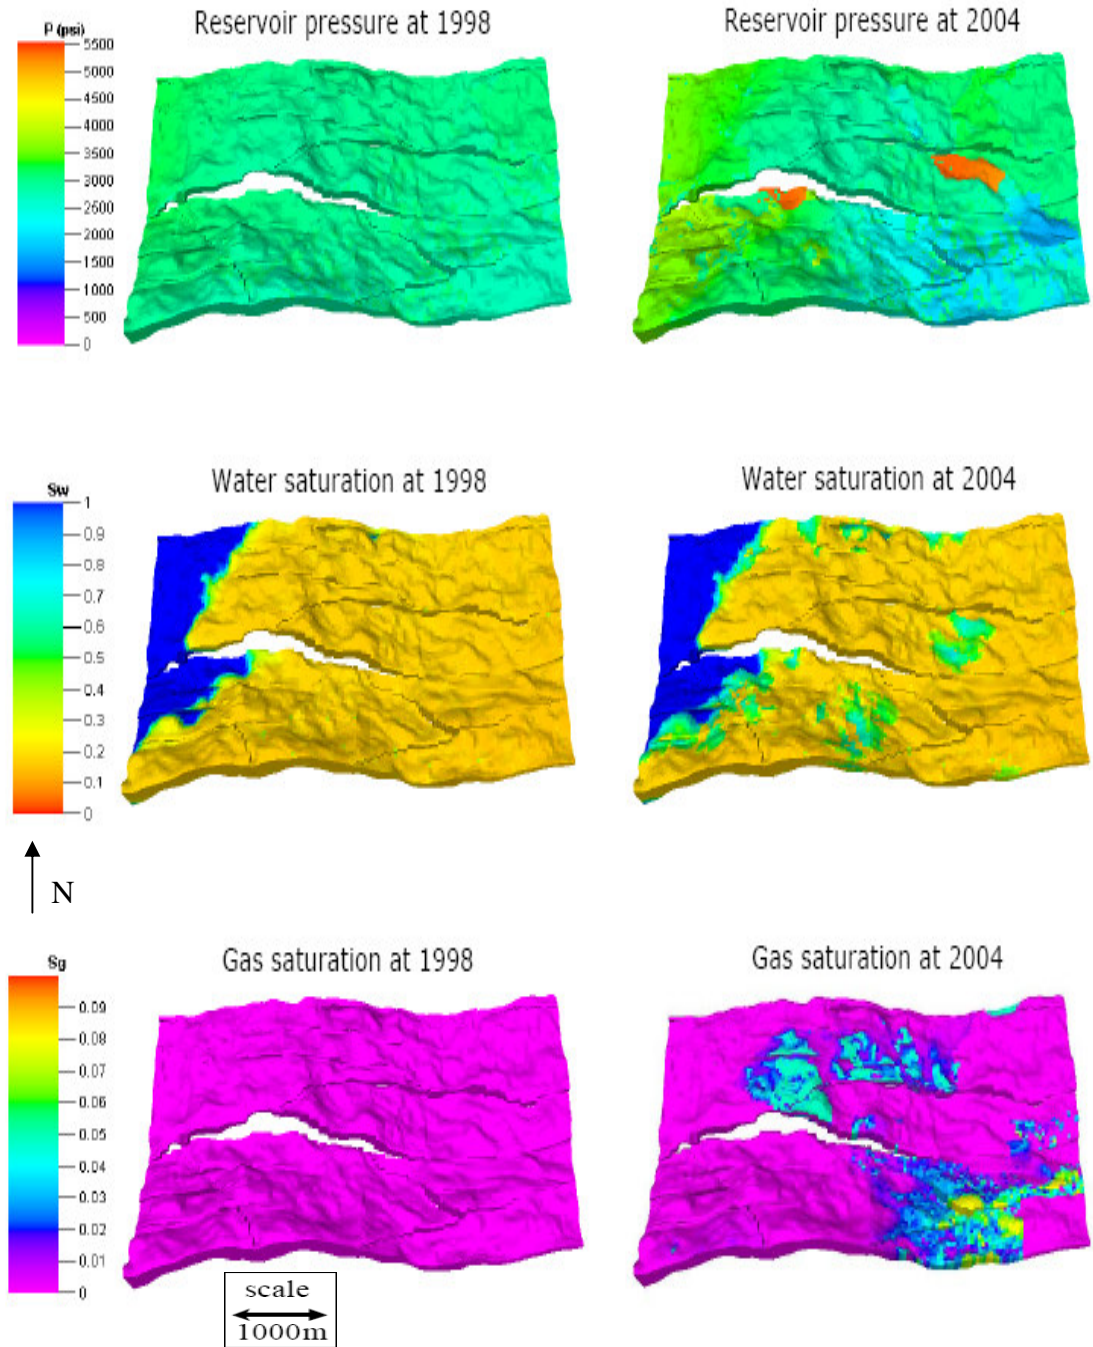 Reservoir pressure at 1998
Reservoir pressure at 2004
P (psi)
5500
5000
4500
4000
3500
3000
2500
2000
1500
1000
500
0
Water saturation at 1998
Water saturation at 2004
Sw
1
0.9
0.8
0.7
0.6
0.5
0.4
0.3
0.2
0.1
0
N
Gas saturation at 1998
Gas saturation at 2004
Sg
0.09
0.08
0.07
0.06
0.05
0.04
0.03
0.02
0.01
0
scale
1000m